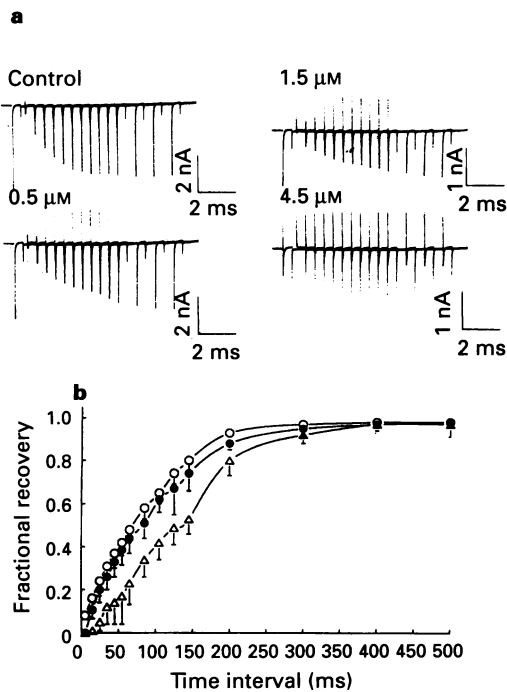 a
Control
1.5 µM
2 nA
1 nA
2 ms
2 ms
0.5 µM
4.5 µM
2 nA
1 nA
2 ms
2 ms
b
1.0
0.8
0.6
0.4
0.2
0
Fractional recovery
0 50 100 150 200 250 300 350 400 450 500
Time interval (ms)